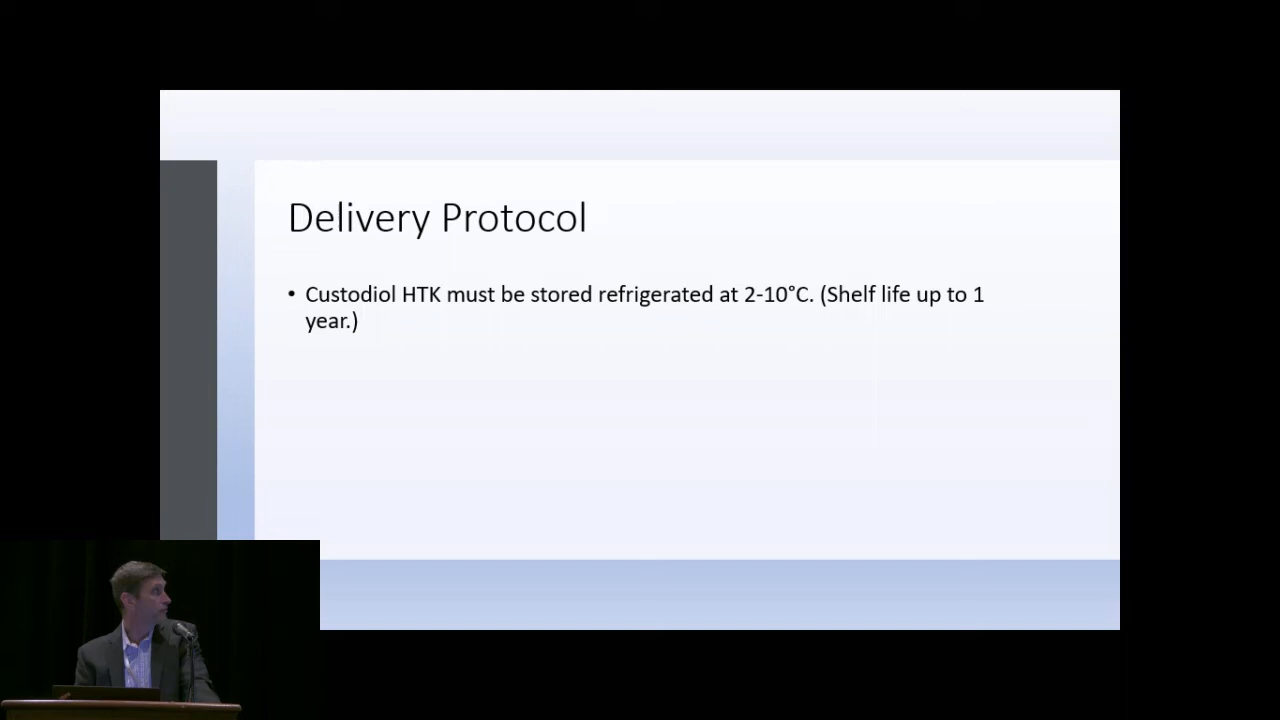 Delivery Protocol
• Custodiol HTK must be stored refrigerated at 2-10°C. (Shelf life up to 1
year.)